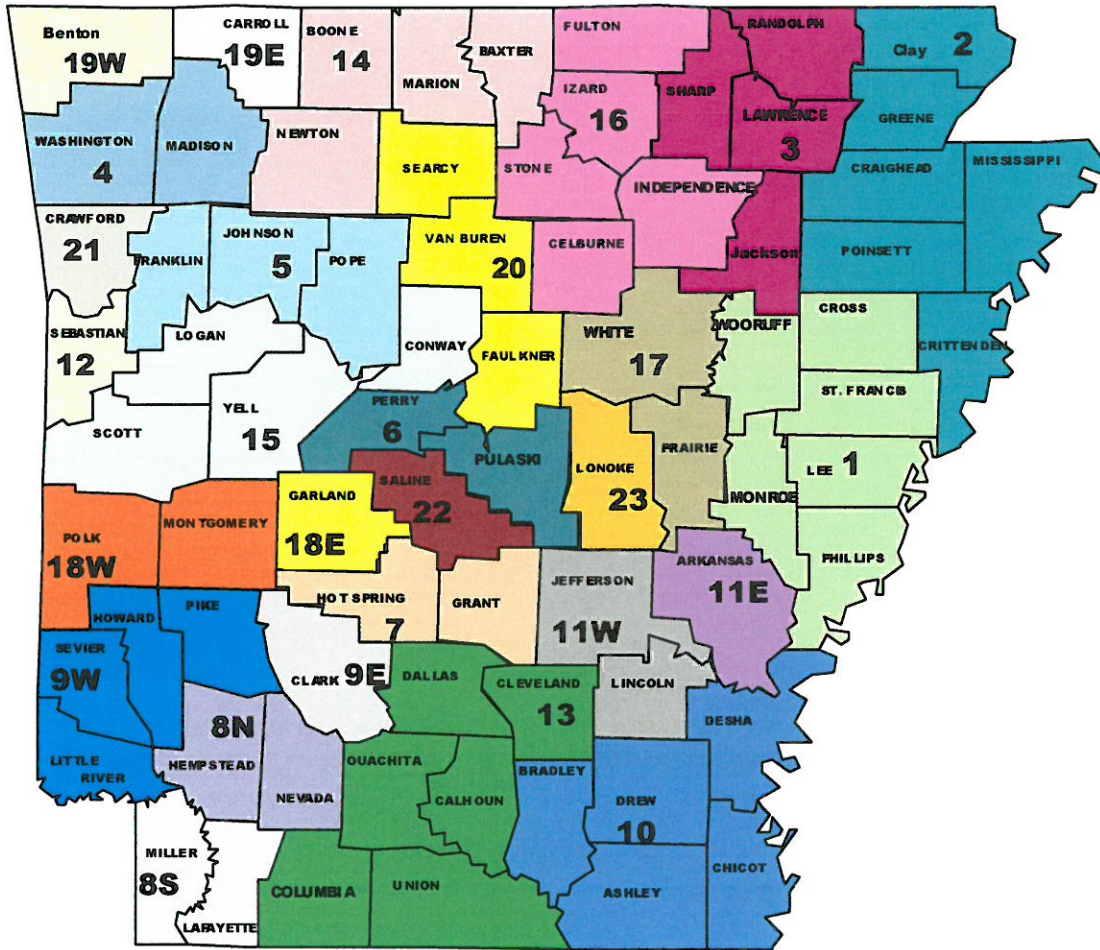 Benton
19W
CARROLL
19E
BOONE
14
MARION
BAXTER
FULTON
RANDOLPH
Clay 2
WASHINGTON
4
MADISON
NEWTON
SEARCY
IZARD
16
STONE
SHARP
LAWRENCE
3
GREENE
CRAIGHEAD
MISSISSIPPI
INDEPENDENCE
CRAWFORD
21
FRANKLIN
JOHNSON
5
POPE
VAN BUREN
20
CELBURNE
Jackson
POINSETT
SEBASTIAN
12
LOGAN
CONWAY
FAULKNER
WHITE
17
WOORUFF
CROSS
CRITTENDEN
SCOTT
YELL
15
PERRY
6
PULASKI
LONOKE
23
PRAIRIE
ST. FRANCIS
LEE 1
MONROE
PHILLIPS
POLK
18W
MONTGOMERY
GARLAND
18E
SALINE
22
HOT SPRING
7
GRANT
JEFFERSON
11W
ARKANSAS
11E
HOWARD
PIKE
SEVIER
9W
CLARK 9E
DALLAS
CLEVELAND
13
LINCOLN
DESHA
LITTLE
RIVER
8N
HEMPSTEAD
NEVADA
OUACHITA
CALHOUN
BRADLEY
DREW
10
CHICOT
MILLER
8S
LAFAYETTE
COLUMBIA
UNION
ASHLEY